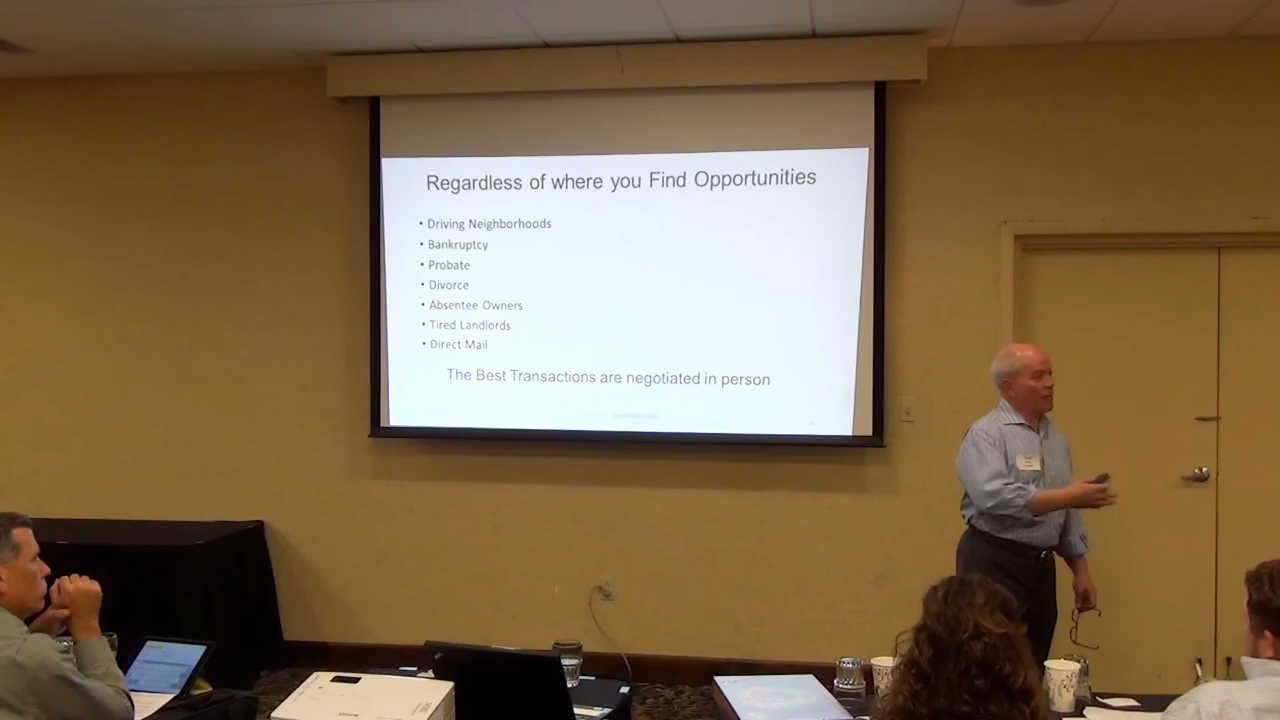 Regardless of where you Find Opportunities
• Driving Neighborhoods
• Bankruptcy
• Probate
• Divorce
• Absentee Owners
• Tired Landlords
• Direct Mail
The Best Transactions are negotiated in person